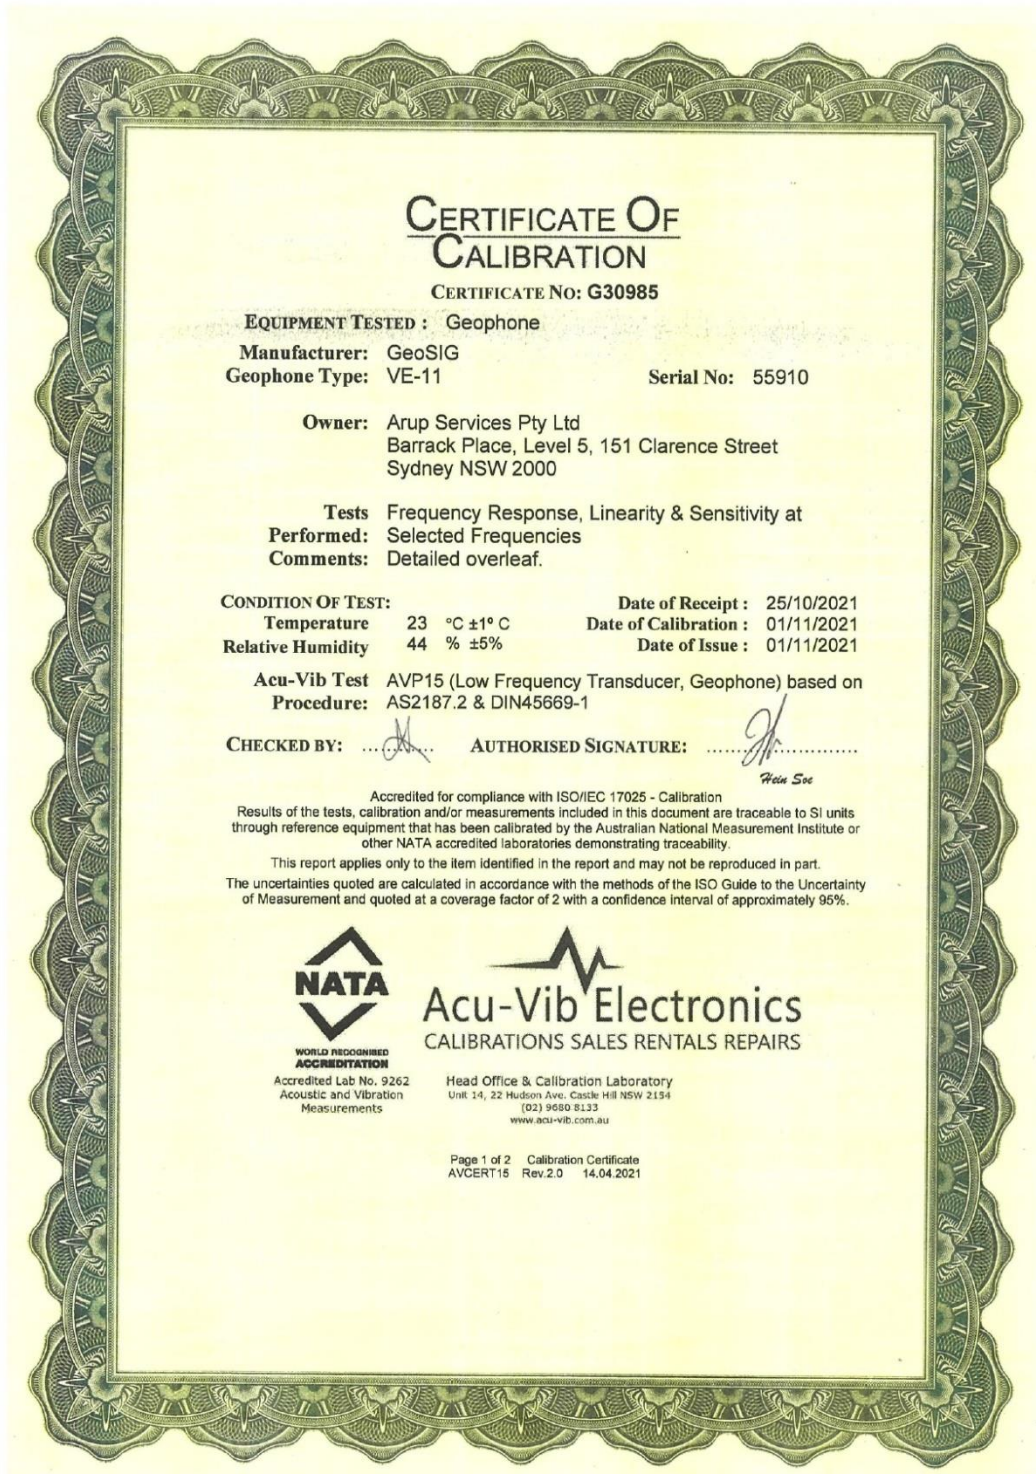 CERTIFICATE OF
CALIBRATION
CERTIFICATE NO: G30985
EQUIPMENT TESTED : Geophone
Manufacturer: GeoSIG
Geophone Type: VE-11 Serial No: 55910
Owner: Arup Services Pty Ltd
Barrack Place, Level 5, 151 Clarence Street
Sydney NSW 2000
Tests Frequency Response, Linearity & Sensitivity at
Performed: Selected Frequencies
Comments: Detailed overleaf.
CONDITION OF TEST: Date of Receipt : 25/10/2021
Temperature 23 °C ±1° C Date of Calibration : 01/11/2021
Relative Humidity 44 % ±5% Date of Issue : 01/11/2021
Acu-Vib Test AVP15 (Low Frequency Transducer, Geophone) based on
Procedure: AS2187.2 & DIN45669-1
CHECKED BY: AUTHORISED SIGNATURE:
Hein Soe
Accredited for compliance with ISO/IEC 17025 - Calibration
Results of the tests, calibration and/or measurements included in this document are traceable to SI units
through reference equipment that has been calibrated by the Australian National Measurement Institute or
other NATA accredited laboratories demonstrating traceability.
This report applies only to the item identified in the report and may not be reproduced in part.
The uncertainties quoted are calculated in accordance with the methods of the ISO Guide to the Uncertainty
of Measurement and quoted at a coverage factor of 2 with a confidence interval of approximately 95%.
NATA
WORLD RECOGNISED
ACCREDITATION
Accredited Lab No. 9262
Acoustic and Vibration
Measurements
Acu-Vib Electronics
CALIBRATIONS SALES RENTALS REPAIRS
Head Office & Calibration Laboratory
Unit 14, 22 Hudson Ave. Castle Hill NSW 2154
(02) 9680 8133
www.acu-vib.com.au
Page 1 of 2 Calibration Certificate
AVCERT15 Rev.2.0 14.04.2021